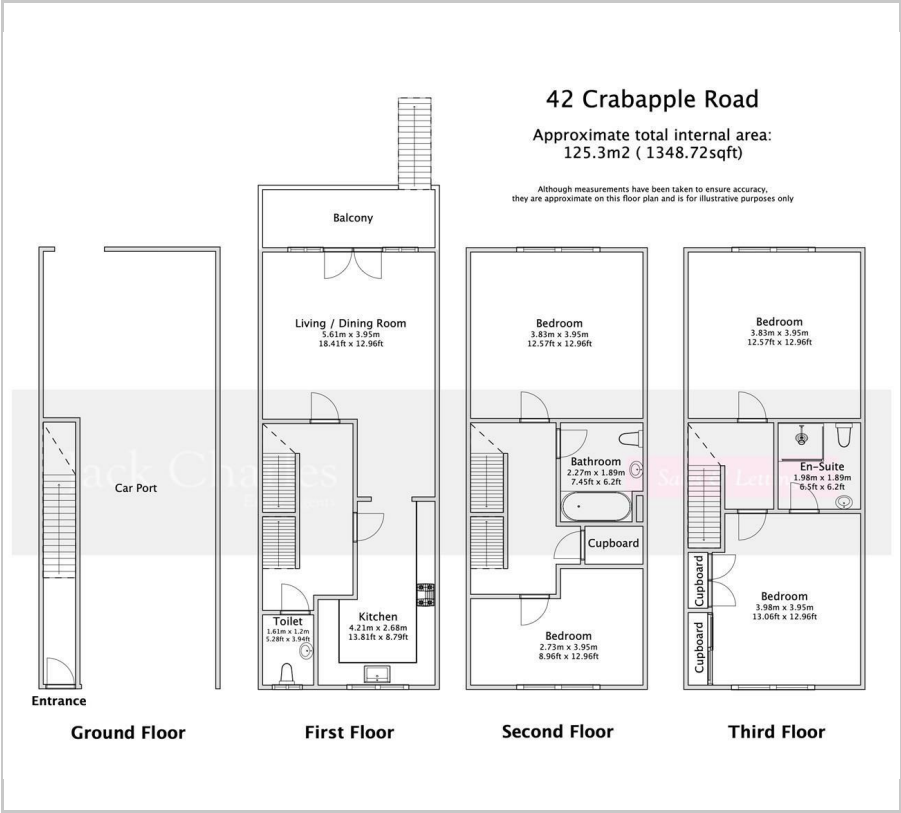 42 Crabapple Road
Approximate total internal area:
125.3m2 ( 1348.72sqft)
Although measurements have been taken to ensure accuracy,
they are approximate on this floor plan and is for illustrative purposes only
Car Port
Entrance
Ground Floor
Balcony
Living / Dining Room
5.61m x 3.95m
18.41ft x 12.96ft
Toilet
1.61m x 1.2m
5.28ft x 3.94ft
Kitchen
4.21m x 2.68m
13.81ft x 8.79ft
First Floor
Bedroom
3.83m x 3.95m
12.57ft x 12.96ft
Bathroom
2.27m x 1.89m
7.45ft x 6.2ft
Cupboard
Bedroom
2.73m x 3.95m
8.96ft x 12.96ft
Second Floor
Bedroom
3.83m x 3.95m
12.57ft x 12.96ft
En-Suite
1.98m x 1.89m
6.5ft x 6.2ft
Cupboard
Cupboard
Bedroom
3.98m x 3.95m
13.06ft x 12.96ft
Third Floor